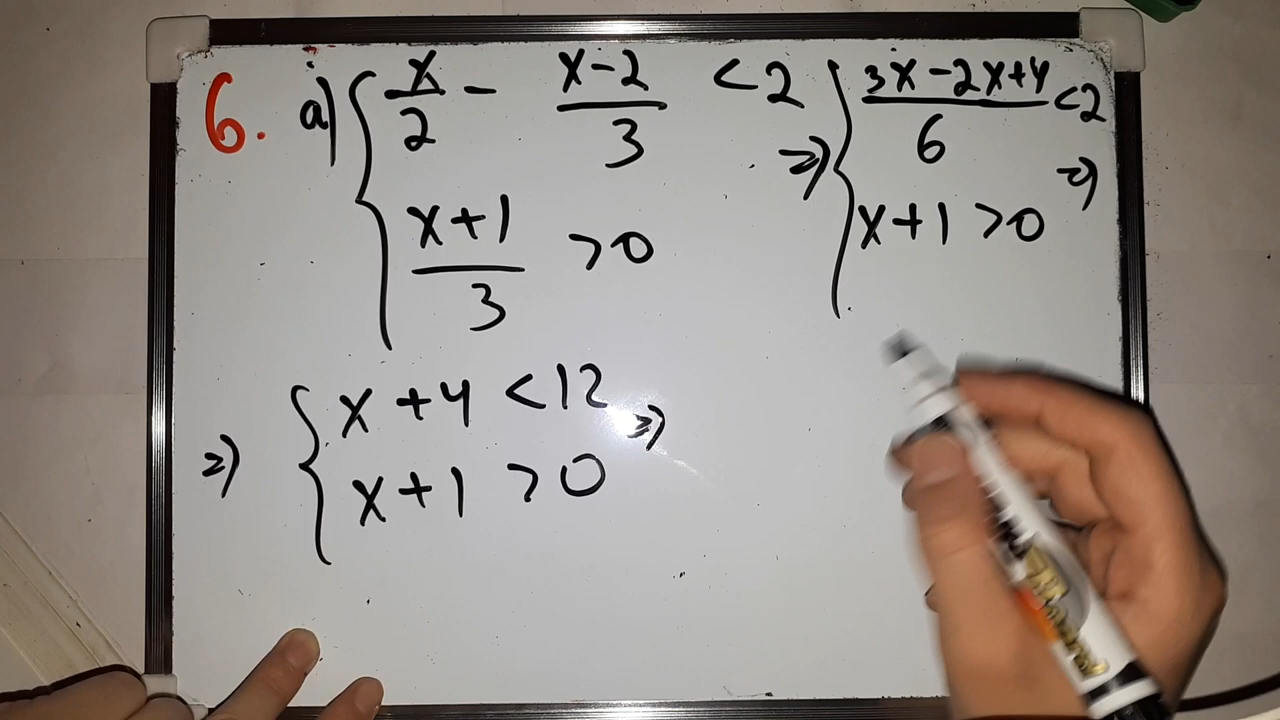 6. a) { x/2 - (x-2)/3 < 2 => { (3x-2x+4)/6 < 2 =>
{ (x+1)/3 > 0 { x+1 > 0
=> { x+4 < 12 =>
{ x+1 > 0